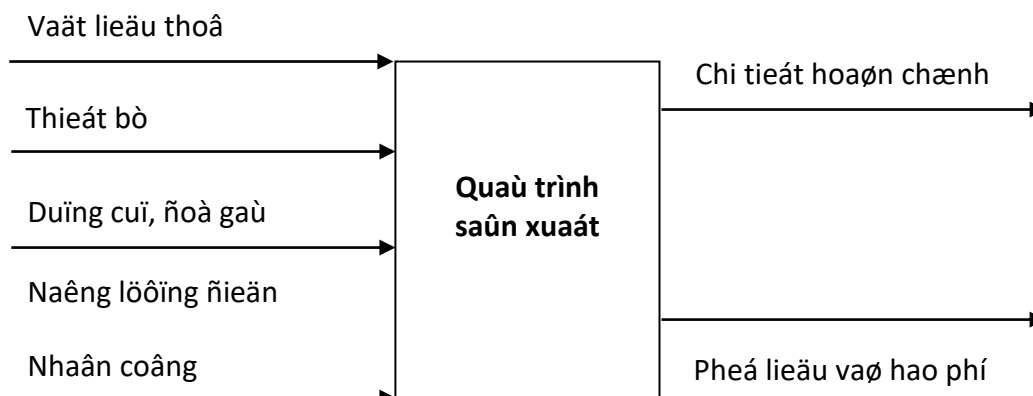 Vaät lieäu thoâ
Thieát bò
Duïng cuï, ñoà gaù
Naêng löôïng ñieän
Nhaân coâng
Quaù trình
saûn xuaát
Chi tieát hoaøn chænh
Pheá lieäu vaø hao phí